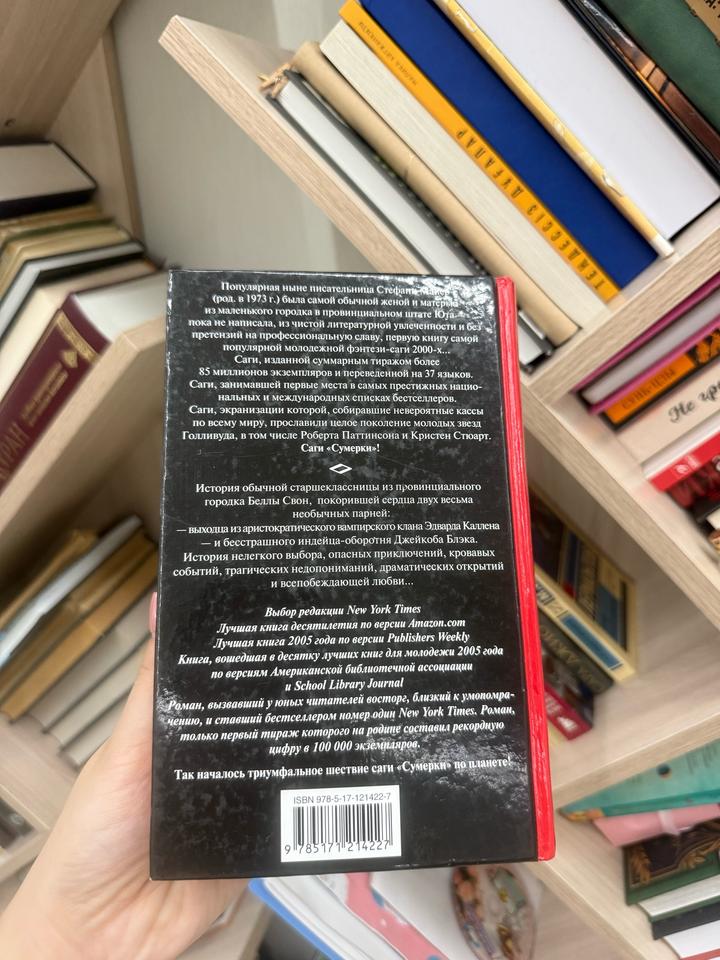 Популярная ныне писательница Стефани
(род. в 1973 г.) была самой обычной женой и матерью
из маленького городка в провинциальном штате Юта,
пока не написала, из чистой литературной увлеченности и без
претензий на профессиональную славу, первую книгу самой
популярной молодежной фэнтези-саги 2000-х...
Саги, изданной суммарным тиражом более
85 миллионов экземпляров и переведенной на 37 языков.
Саги, занимавшей первые места в самых престижных нацио-
нальных и международных списках бестселлеров.
Саги, экранизации которой, собиравшие невероятные кассы
по всему миру, прославили целое поколение молодых звезд
Голливуда, в том числе Роберта Паттинсона и Кристен Стюарт.
Саги «Сумерки»!
История обычной старшеклассницы из провинциального
городка Беллы Свон, покорившей сердца двух весьма
необычных парней:
— выходца из аристократического вампирского клана Эдварда Каллена
— и бесстрашного индейца-оборотня Джейкоба Блэка.
История нелегкого выбора, опасных приключений, кровавых
событий, трагических недопониманий, драматических открытий
и всепобеждающей любви...
Выбор редакции New York Times
Лучшая книга десятилетия по версии Amazon.com
Лучшая книга 2005 года по версии Publishers Weekly
Книга, вошедшая в десятку лучших книг для молодежи 2005 года
по версиям Американской библиотечной ассоциации
и School Library Journal
Роман, вызвавший у юных читателей восторг, близкий к умопомра-
чению, и ставший бестселлером номер один New York Times. Роман,
только первый тираж которого на родине составил рекордную
цифру в 100 000 экземпляров.
Так началось триумфальное шествие саги «Сумерки» по планете!
ISBN 978-5-17-121422-7
9 785171 214227
ТЕНДЕССІЗ ДУҒАЛАР
Не